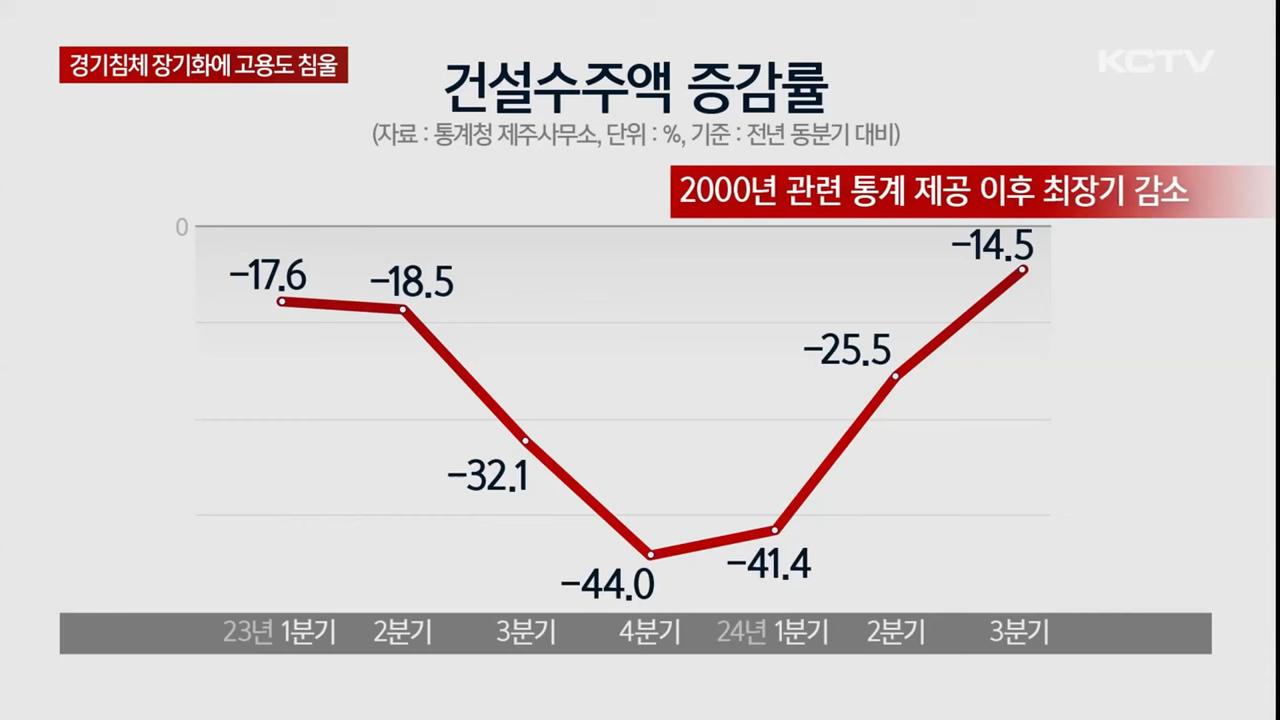 경기침체 장기화에 고용도 침울
KCTV
건설수주액 증감률
(자료 : 통계청 제주사무소, 단위 : %, 기준 : 전년 동분기 대비)
2000년 관련 통계 제공 이후 최장기 감소
0
-17.6
-18.5
-32.1
-44.0
-41.4
-25.5
-14.5
23년 1분기 2분기 3분기 4분기 24년 1분기 2분기 3분기